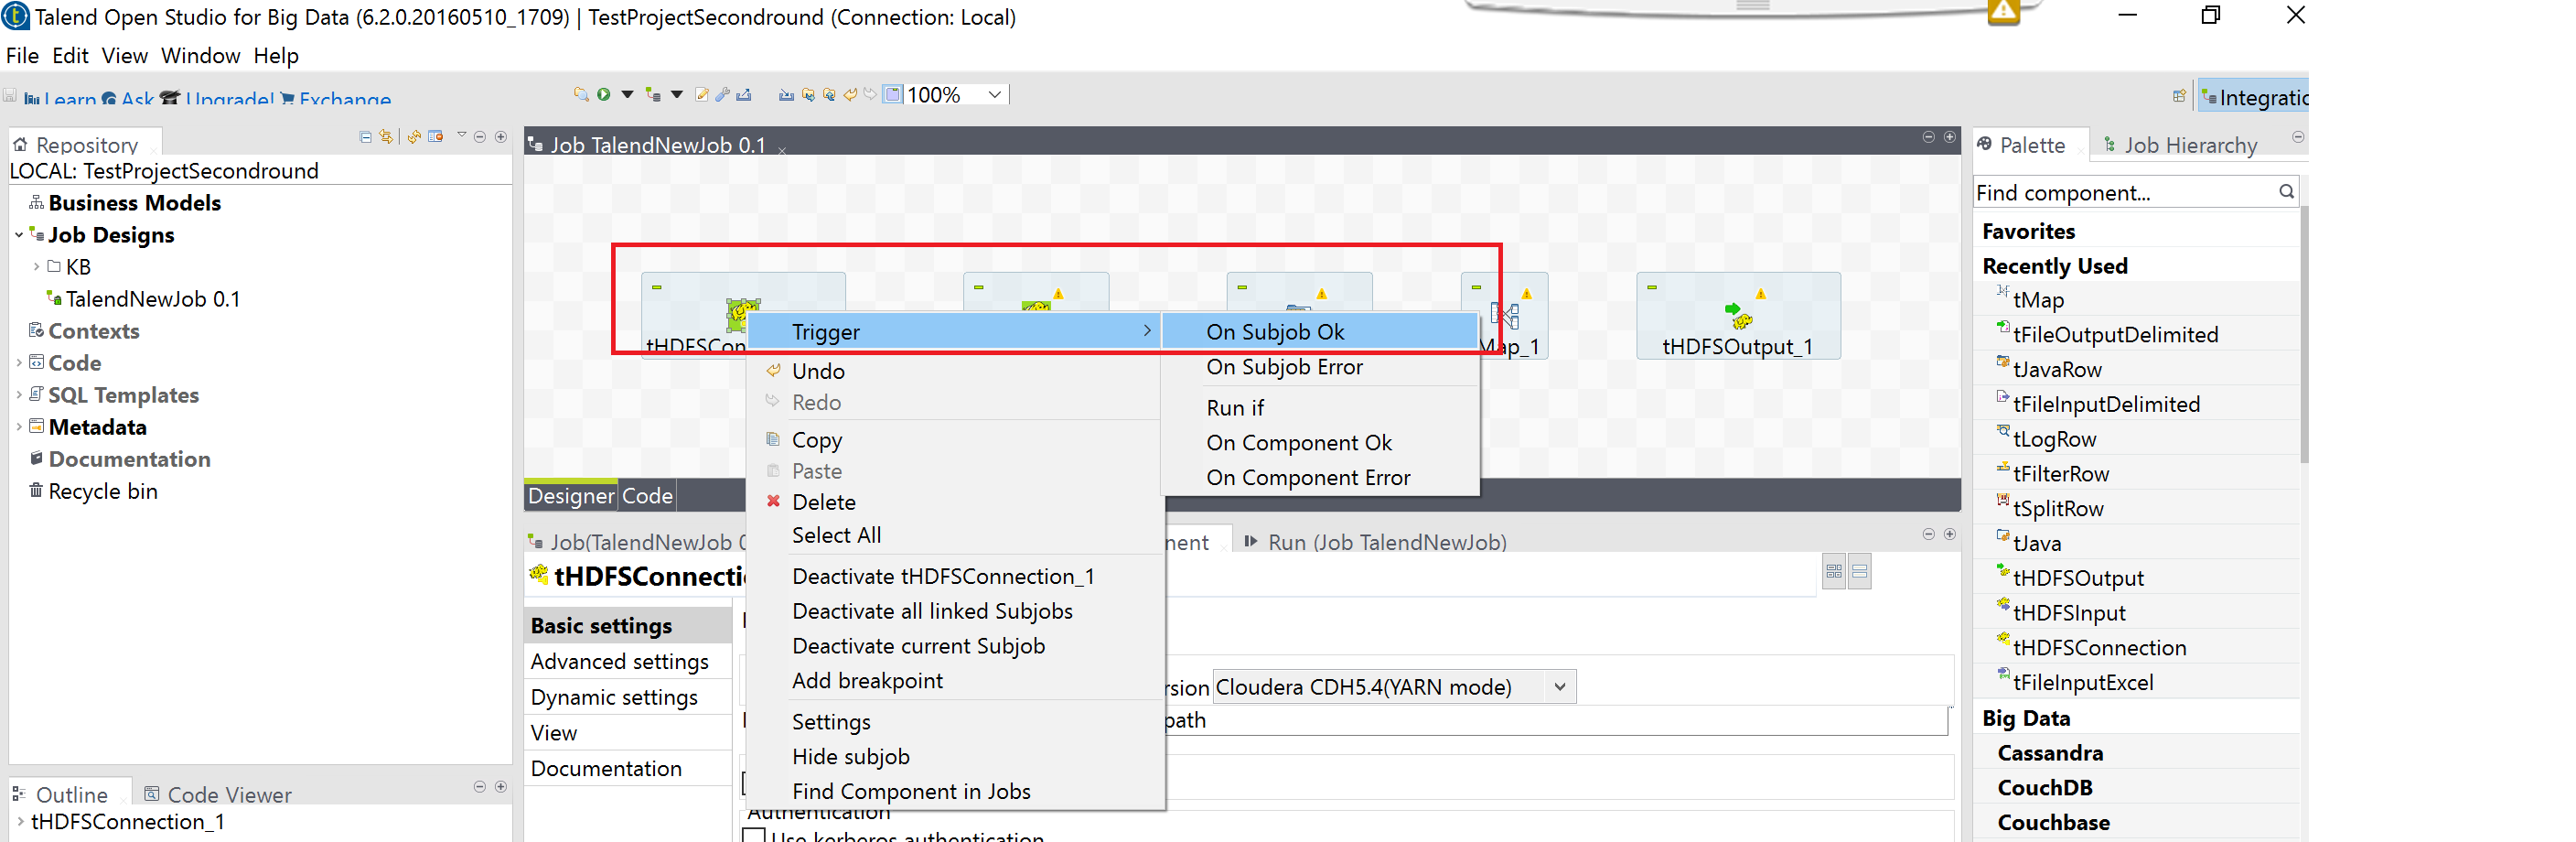 Talend Open Studio for Big Data (6.2.0.20160510_1709) | TestProjectSecondround (Connection: Local)
File Edit View Window Help
Learn Ask Upgrade! Exchange
100%
Integratio
Repository
LOCAL: TestProjectSecondround
Business Models
Job Designs
KB
TalendNewJob 0.1
Contexts
Code
SQL Templates
Metadata
Documentation
Recycle bin
Outline
Code Viewer
tHDFSConnection_1
Job TalendNewJob 0.1
tHDFSCon
Map_1
tHDFSOutput_1
Trigger
Undo
Redo
Copy
Paste
Delete
Select All
Deactivate tHDFSConnection_1
Deactivate all linked Subjobs
Deactivate current Subjob
Add breakpoint
Settings
Hide subjob
Find Component in Jobs
On Subjob Ok
On Subjob Error
Run if
On Component Ok
On Component Error
Designer Code
Job(TalendNewJob 0
nent
Run (Job TalendNewJob)
tHDFSConnecti
Basic settings
Advanced settings
Dynamic settings
View
Documentation
rsion Cloudera CDH5.4(YARN mode)
path
Authentication
Use kerberos authentication
Palette
Job Hierarchy
Find component...
Favorites
Recently Used
tMap
tFileOutputDelimited
tJavaRow
tFileInputDelimited
tLogRow
tFilterRow
tSplitRow
tJava
tHDFSOutput
tHDFSInput
tHDFSConnection
tFileInputExcel
Big Data
Cassandra
CouchDB
Couchbase